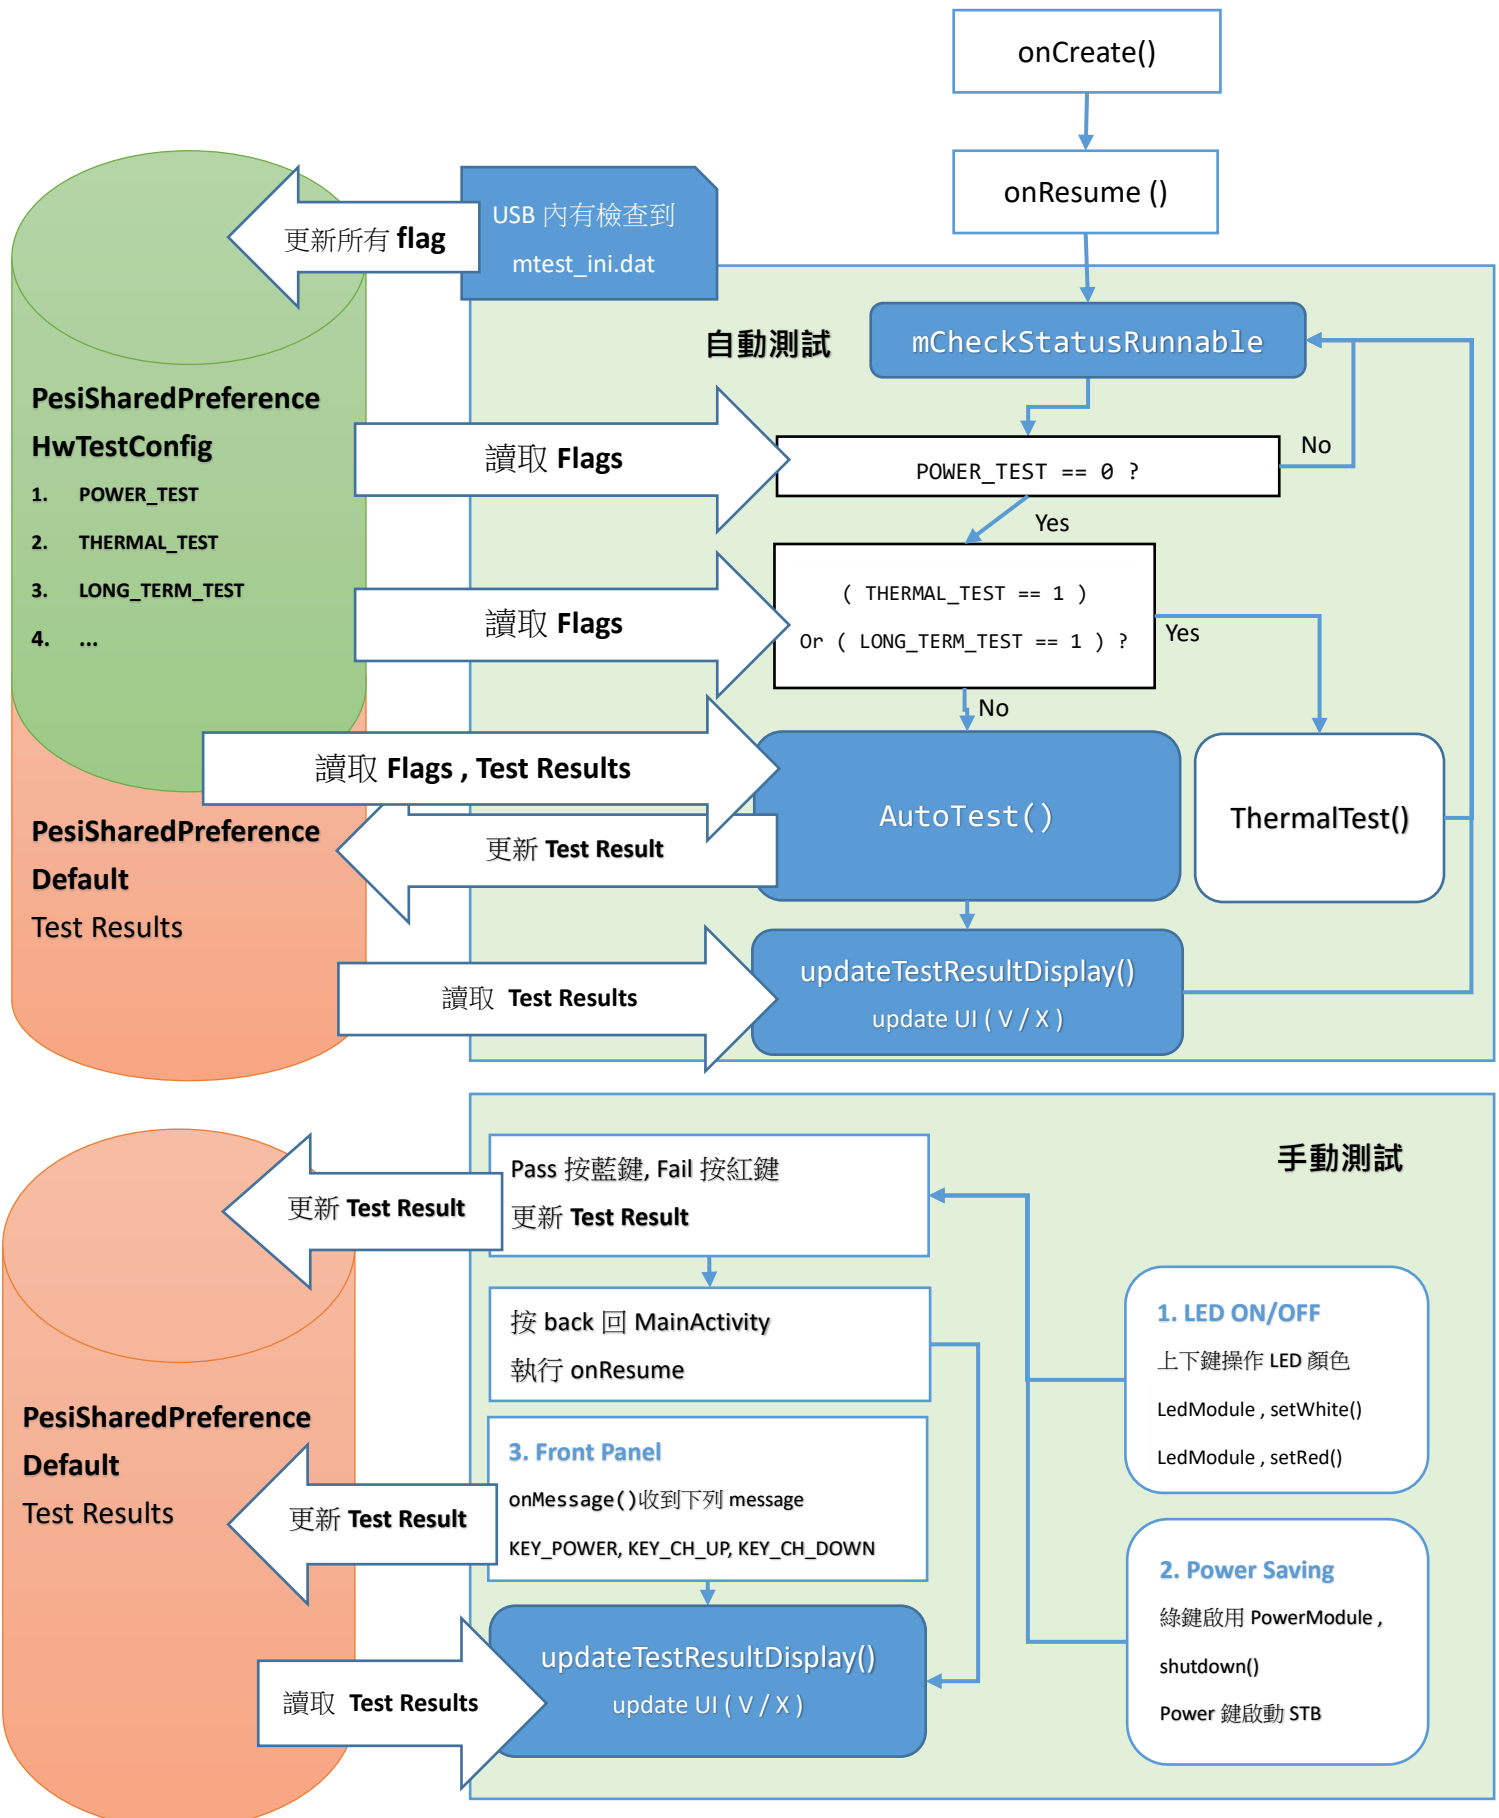 onCreate()
onResume ()
USB 內有檢查到
mtest_ini.dat
更新所有 flag
自動測試
mCheckStatusRunnable
PesiSharedPreference
HwTestConfig
1. POWER_TEST
2. THERMAL_TEST
3. LONG_TERM_TEST
4. ...
讀取 Flags
POWER_TEST == 0 ?
No
Yes
讀取 Flags
( THERMAL_TEST == 1 )
Or ( LONG_TERM_TEST == 1 ) ?
Yes
No
讀取 Flags , Test Results
AutoTest()
ThermalTest()
PesiSharedPreference
Default
Test Results
更新 Test Result
讀取 Test Results
updateTestResultDisplay()
update UI ( V / X )
手動測試
Pass 按藍鍵, Fail 按紅鍵
更新 Test Result
更新 Test Result
按 back 回 MainActivity
執行 onResume
1. LED ON/OFF
上下鍵操作 LED 顏色
LedModule , setWhite()
LedModule , setRed()
PesiSharedPreference
Default
Test Results
3. Front Panel
onMessage()收到下列 message
KEY_POWER, KEY_CH_UP, KEY_CH_DOWN
更新 Test Result
2. Power Saving
綠鍵啟用 PowerModule ,
shutdown()
Power 鍵啟動 STB
讀取 Test Results
updateTestResultDisplay()
update UI ( V / X )